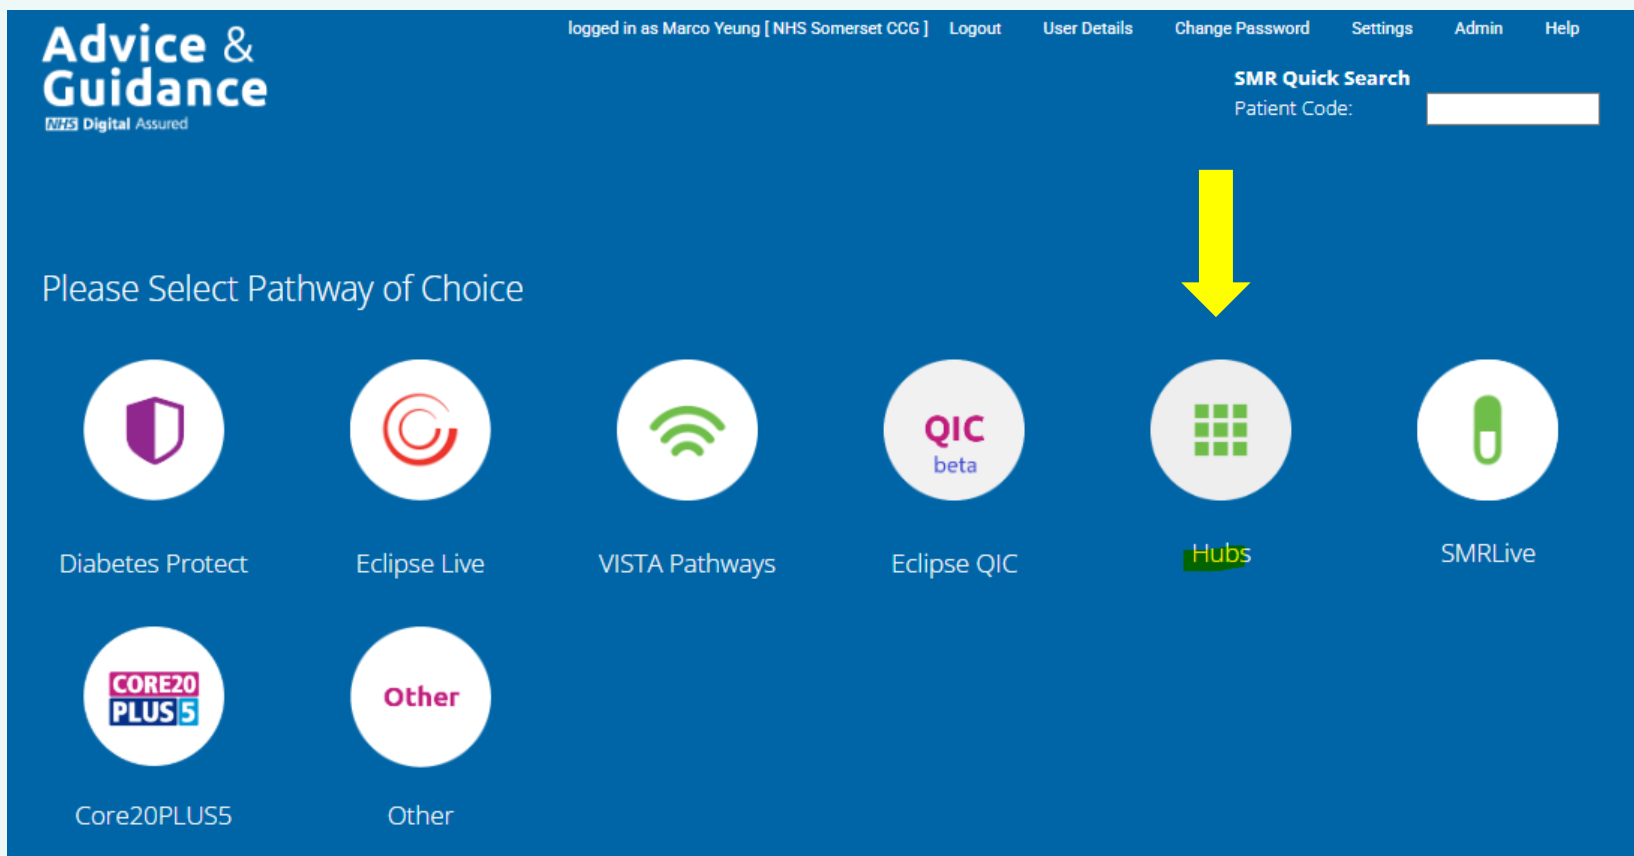 Advice &
Guidance
NHS Digital Assured
logged in as Marco Yeung [ NHS Somerset CCG ] Logout User Details Change Password Settings Admin Help
SMR Quick Search
Patient Code:
Please Select Pathway of Choice
QIC
beta
Diabetes Protect
Eclipse Live
VISTA Pathways
Eclipse QIC
Hubs
SMRLive
CORE20
PLUS 5
Other
Core20PLUS5
Other